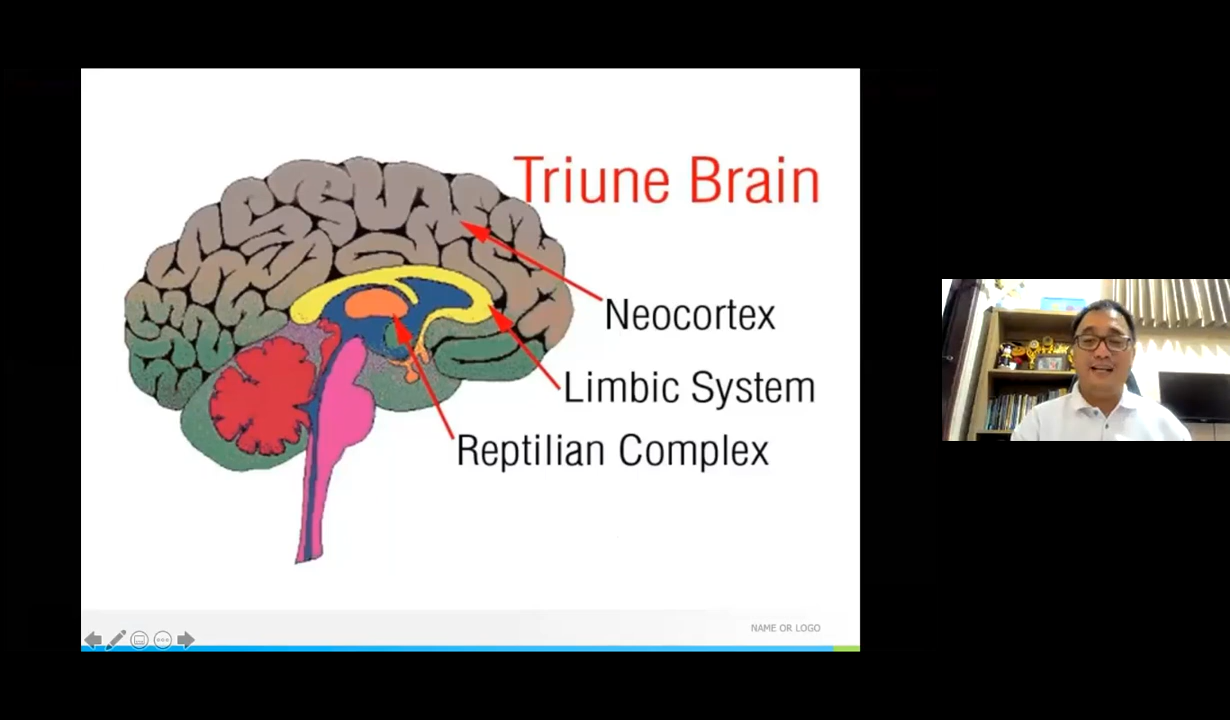 Triune Brain
Neocortex
Limbic System
Reptilian Complex
NAME OR LOGO